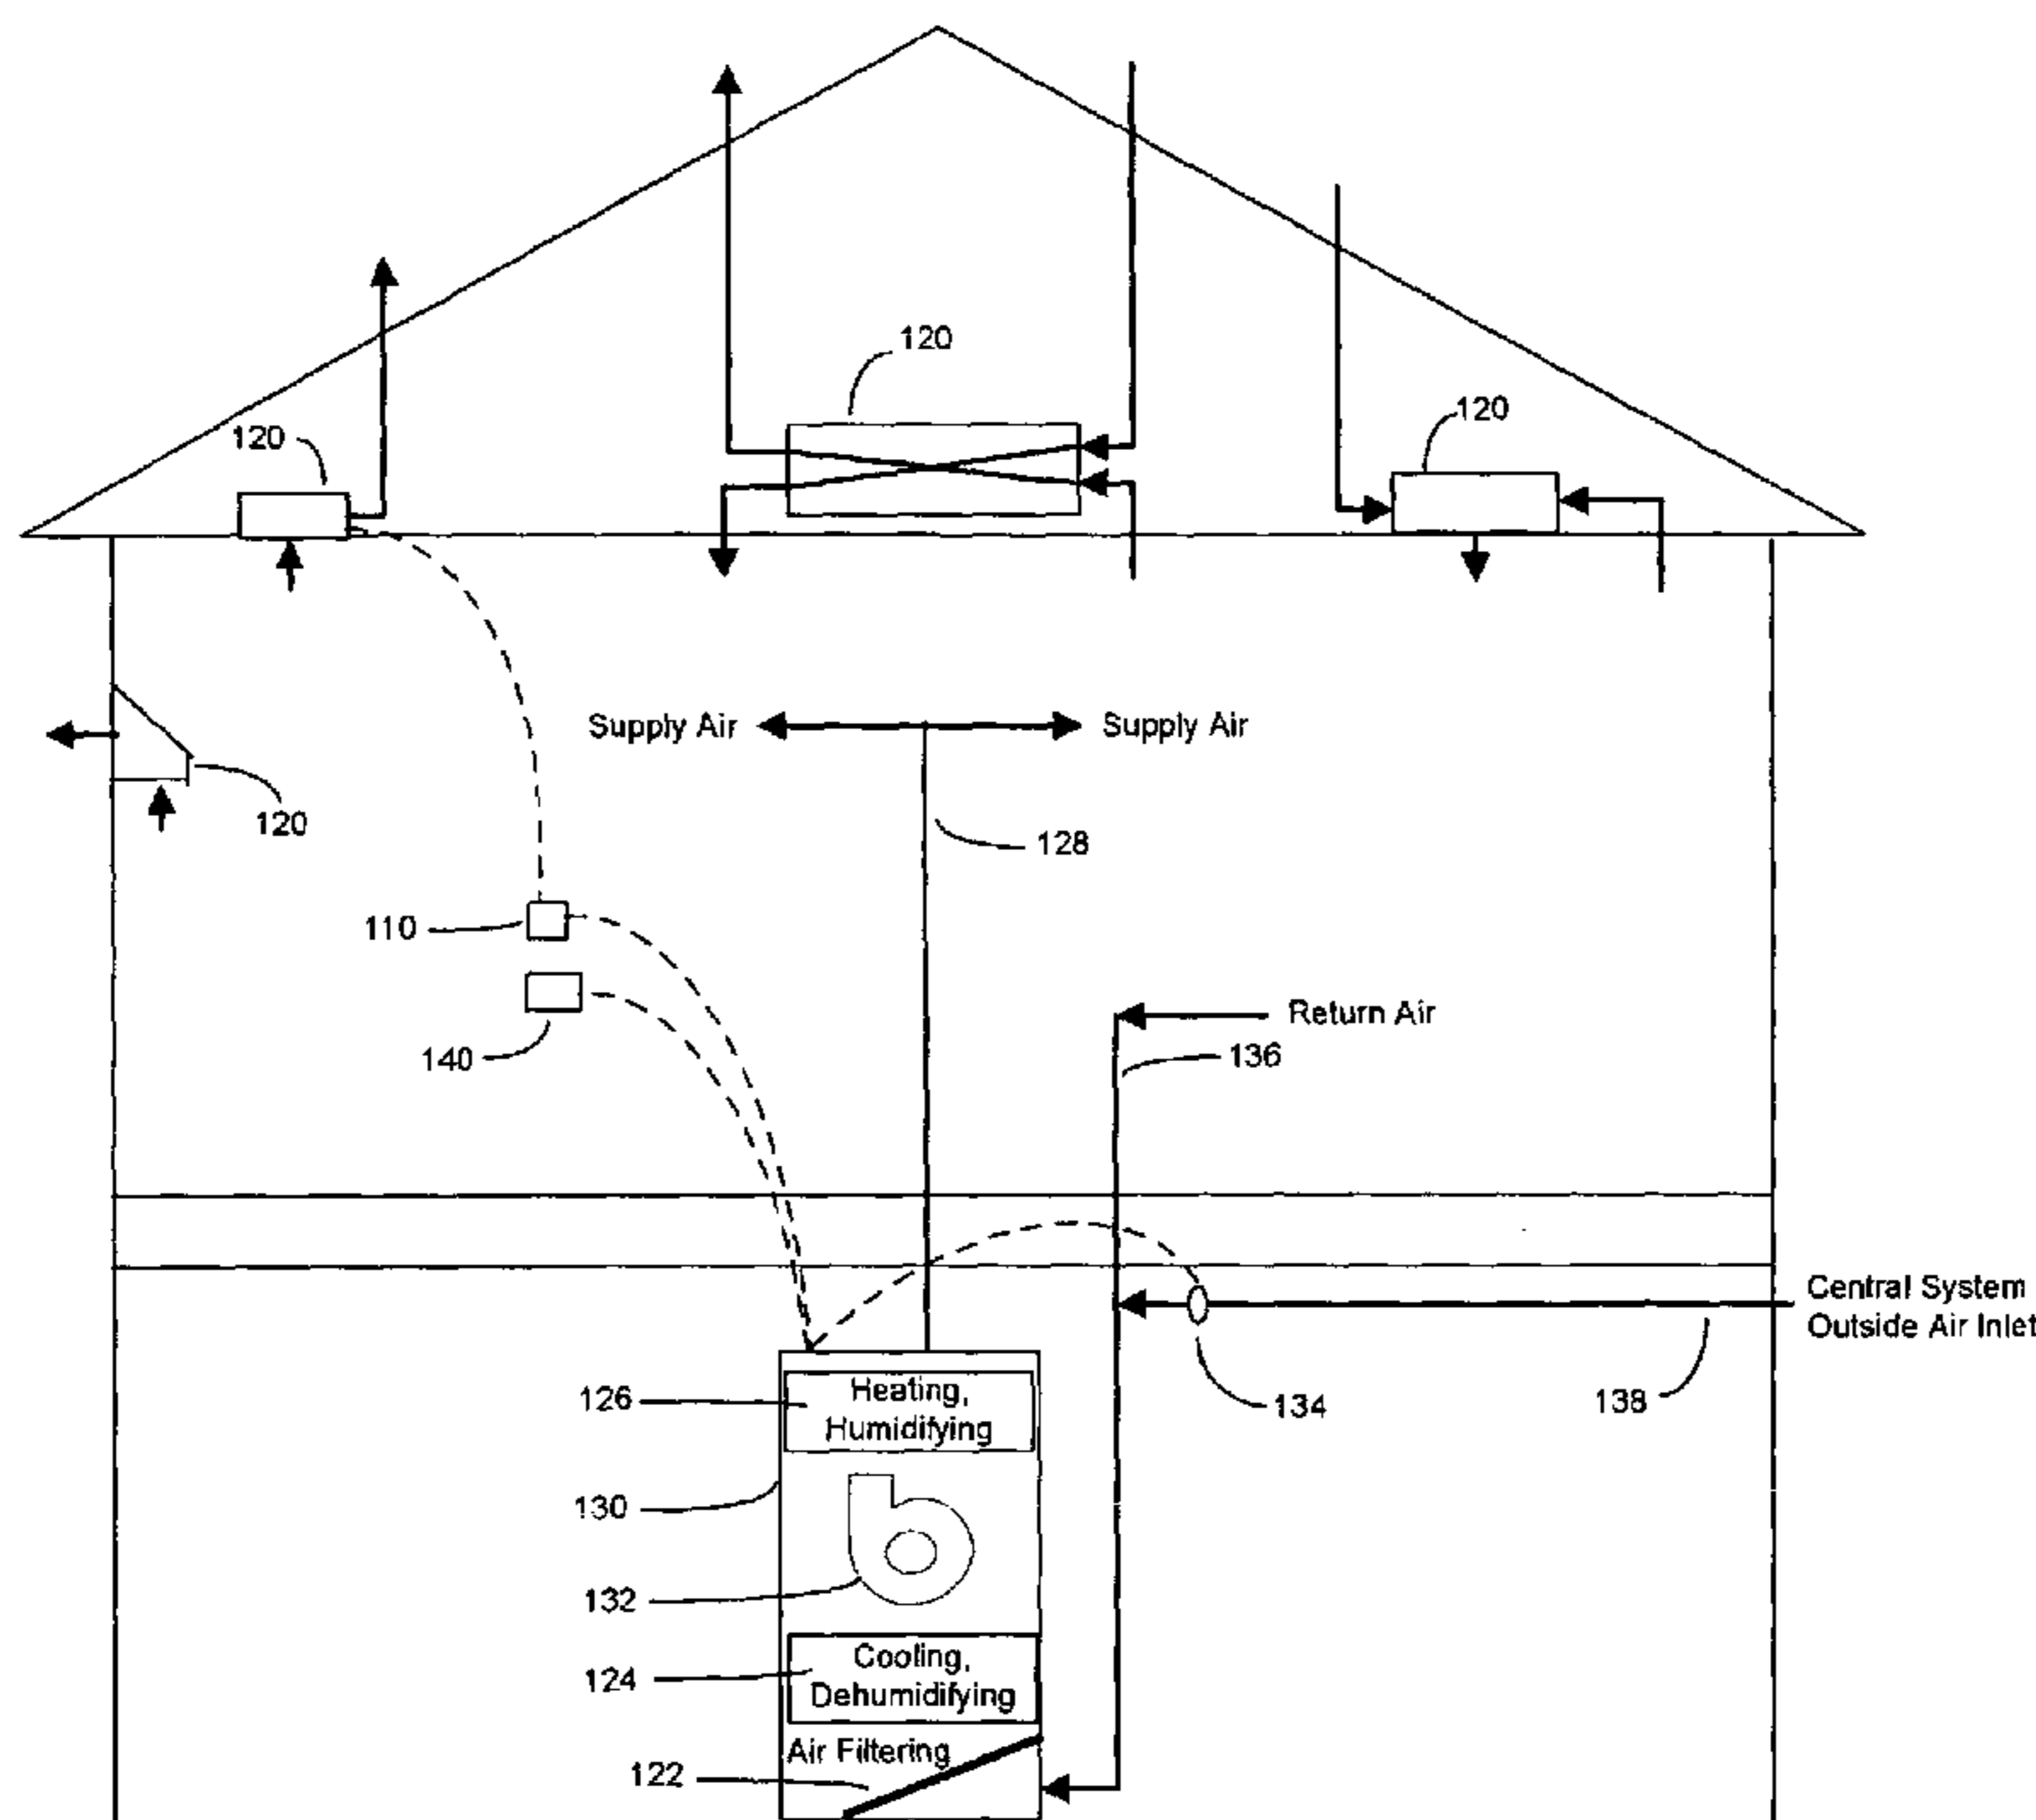 120
120
120
Supply Air
Supply Air
120
128
110
Return Air
140
136
Central System
Outside Air Inlet
126
Heating,
Humidifying
134
138
130
132
124
Cooling,
Dehumidifying
Air Filtering
122